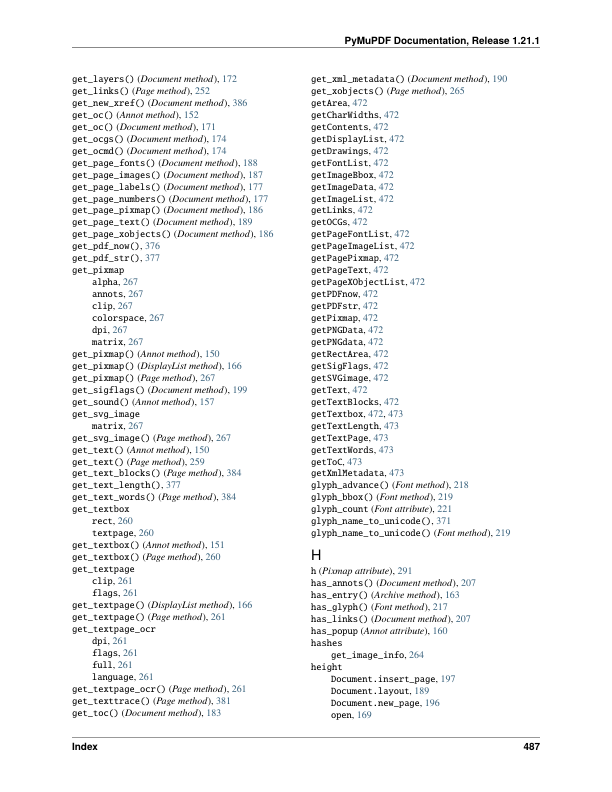 PyMuPDF Documentation, Release 1.21.1
get_layers() (Document method), 172
get_links() (Page method), 252
get_new_xref() (Document method), 386
get_oc() (Annot method), 152
get_oc() (Document method), 171
get_ocgs() (Document method), 174
get_ocmd() (Document method), 174
get_page_fonts() (Document method), 188
get_page_images() (Document method), 187
get_page_labels() (Document method), 177
get_page_numbers() (Document method), 177
get_page_pixmap() (Document method), 186
get_page_text() (Document method), 189
get_page_xobjects() (Document method), 186
get_pdf_now(), 376
get_pdf_str(), 377
get_pixmap
alpha, 267
annots, 267
clip, 267
colorspace, 267
dpi, 267
matrix, 267
get_pixmap() (Annot method), 150
get_pixmap() (DisplayList method), 166
get_pixmap() (Page method), 267
get_sigflags() (Document method), 199
get_sound() (Annot method), 157
get_svg_image
matrix, 267
get_svg_image() (Page method), 267
get_text() (Annot method), 150
get_text() (Page method), 259
get_text_blocks() (Page method), 384
get_text_length(), 377
get_text_words() (Page method), 384
get_textbox
rect, 260
textpage, 260
get_textbox() (Annot method), 151
get_textbox() (Page method), 260
get_textpage
clip, 261
flags, 261
get_textpage() (DisplayList method), 166
get_textpage() (Page method), 261
get_textpage_ocr
dpi, 261
flags, 261
full, 261
language, 261
get_textpage_ocr() (Page method), 261
get_texttrace() (Page method), 381
get_toc() (Document method), 183
get_xml_metadata() (Document method), 190
get_xobjects() (Page method), 265
getArea, 472
getCharWidths, 472
getContents, 472
getDisplayList, 472
getDrawings, 472
getFontList, 472
getImageBbox, 472
getImageData, 472
getImageList, 472
getLinks, 472
getOCGs, 472
getPageFontList, 472
getPageImageList, 472
getPagePixmap, 472
getPageText, 472
getPageXObjectList, 472
getPDFnow, 472
getPDFstr, 472
getPixmap, 472
getPNGData, 472
getPNGdata, 472
getRectArea, 472
getSigFlags, 472
getSVGimage, 472
getText, 472
getTextBlocks, 472
getTextbox, 472, 473
getTextLength, 473
getTextPage, 473
getTextWords, 473
getToC, 473
getXmlMetadata, 473
glyph_advance() (Font method), 218
glyph_bbox() (Font method), 219
glyph_count (Font attribute), 221
glyph_name_to_unicode(), 371
glyph_name_to_unicode() (Font method), 219
H
h (Pixmap attribute), 291
has_annots() (Document method), 207
has_entry() (Archive method), 163
has_glyph() (Font method), 217
has_links() (Document method), 207
has_popup (Annot attribute), 160
hashes
get_image_info, 264
height
Document.insert_page, 197
Document.layout, 189
Document.new_page, 196
open, 169
Index
487